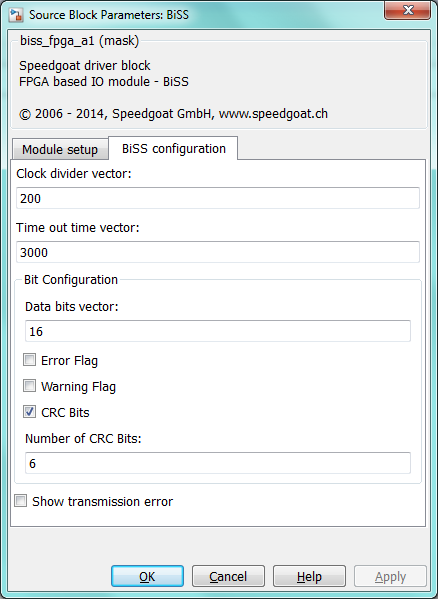 Source Block Parameters: BiSS
biss_fpga_a1 (mask)
Speedgoat driver block
FPGA based IO module - BiSS
© 2006 - 2014, Speedgoat GmbH, www.speedgoat.ch
Module setup BiSS configuration
Clock divider vector:
200
Time out time vector:
3000
Bit Configuration
Data bits vector:
16
Error Flag
Warning Flag
CRC Bits
Number of CRC Bits:
6
Show transmission error
OK Cancel Help Apply